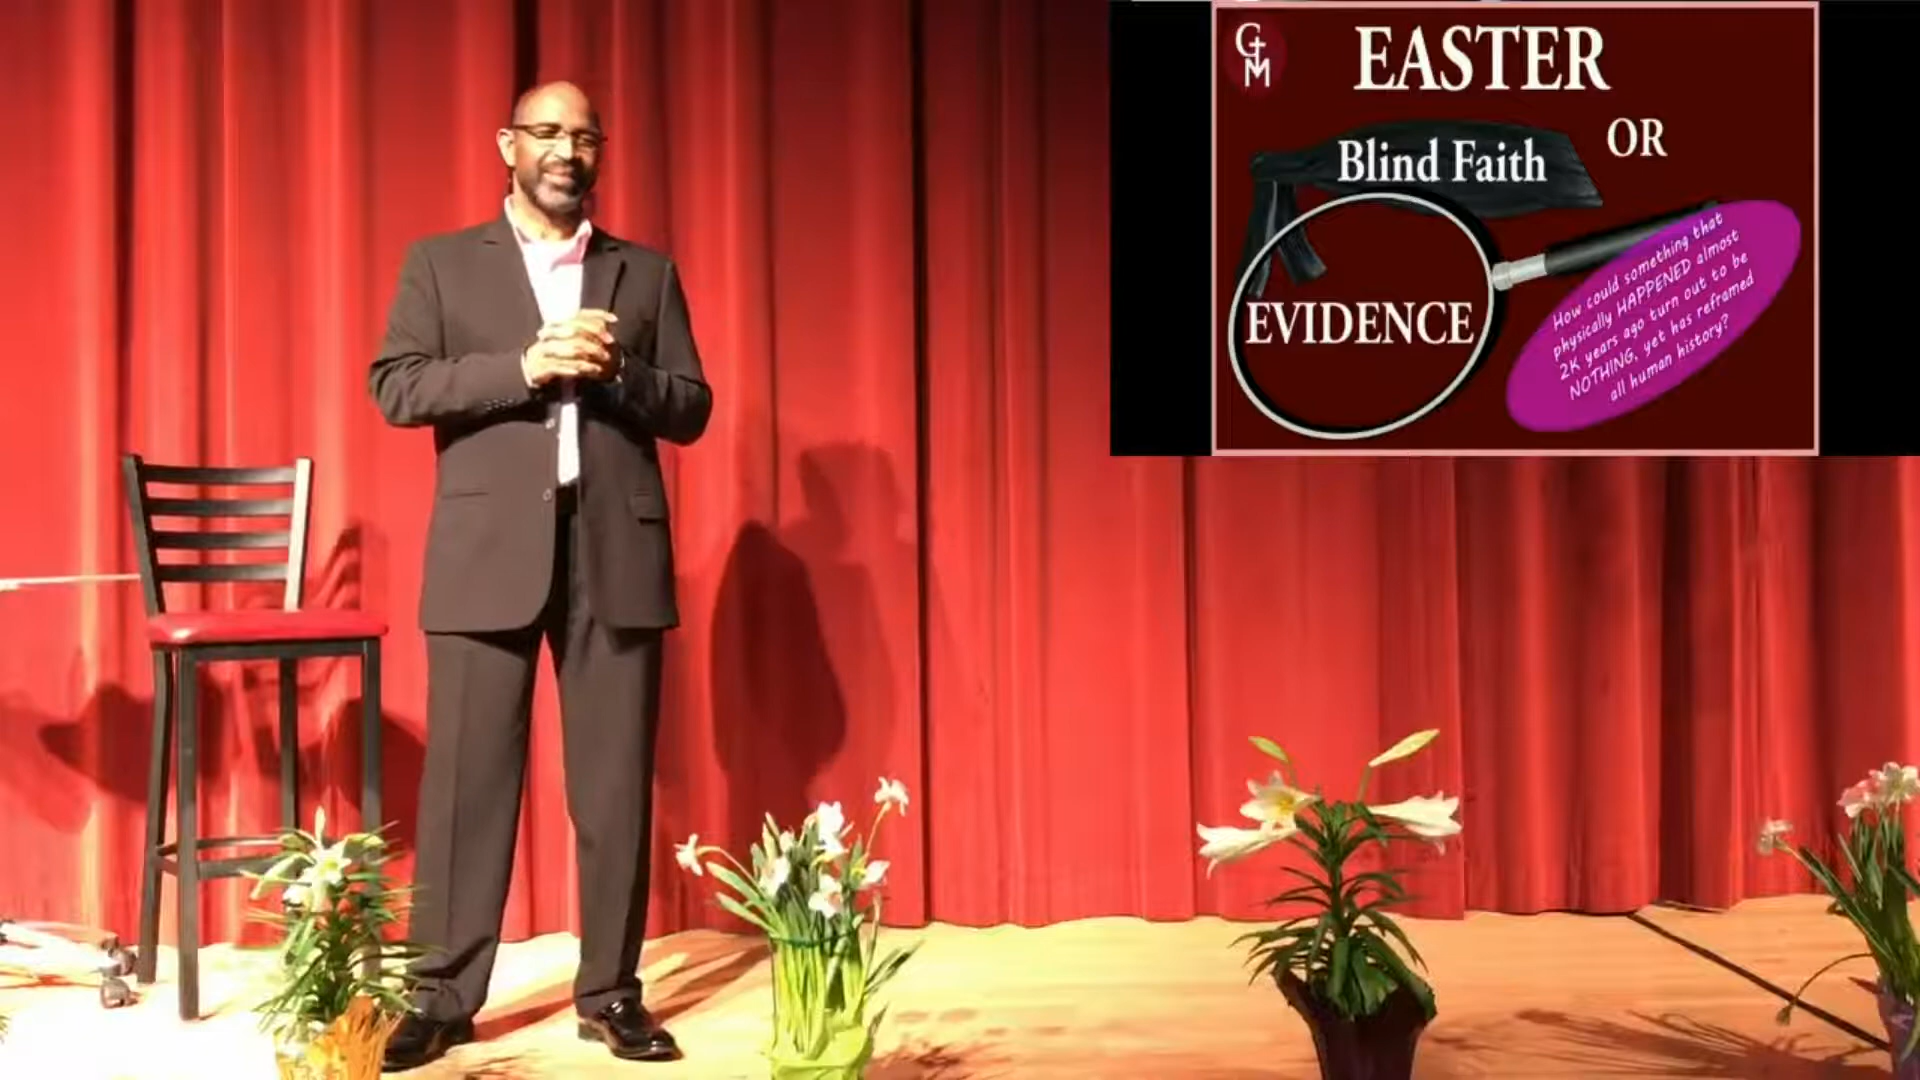 GM
EASTER
OR
Blind Faith
EVIDENCE
How could something that
physically HAPPENED almost
2K years ago turn out to be
NOTHING, yet has reframed
all human history?